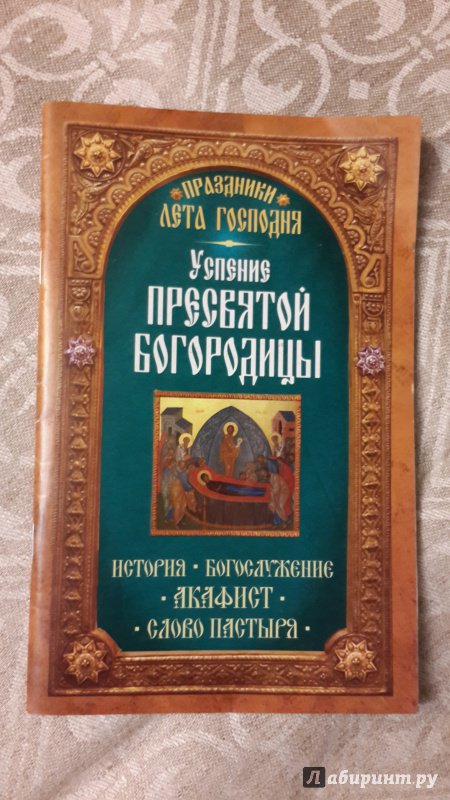 Праздники
Лета Господня
Успение
Пресвятой
Богородицы
История · Богослужение
· Акафист ·
· Слово пастыря ·
Лабиринт.ру